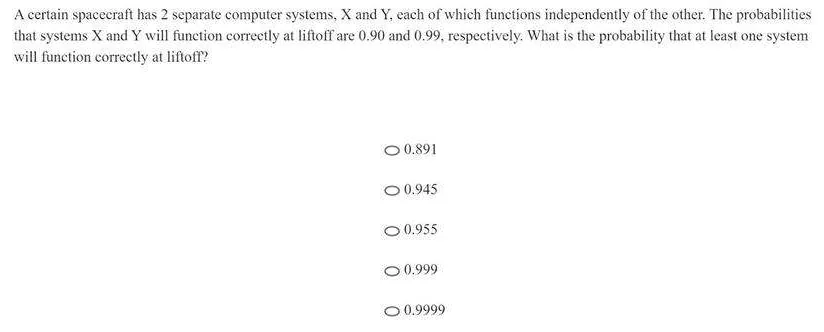 A certain spacecraft has 2 separate computer systems, X and Y, each of which functions independently of the other. The probabilities
that systems X and Y will function correctly at liftoff are 0.90 and 0.99, respectively. What is the probability that at least one system
will function correctly at liftoff?
0.891
0.945
0.955
0.999
0.9999